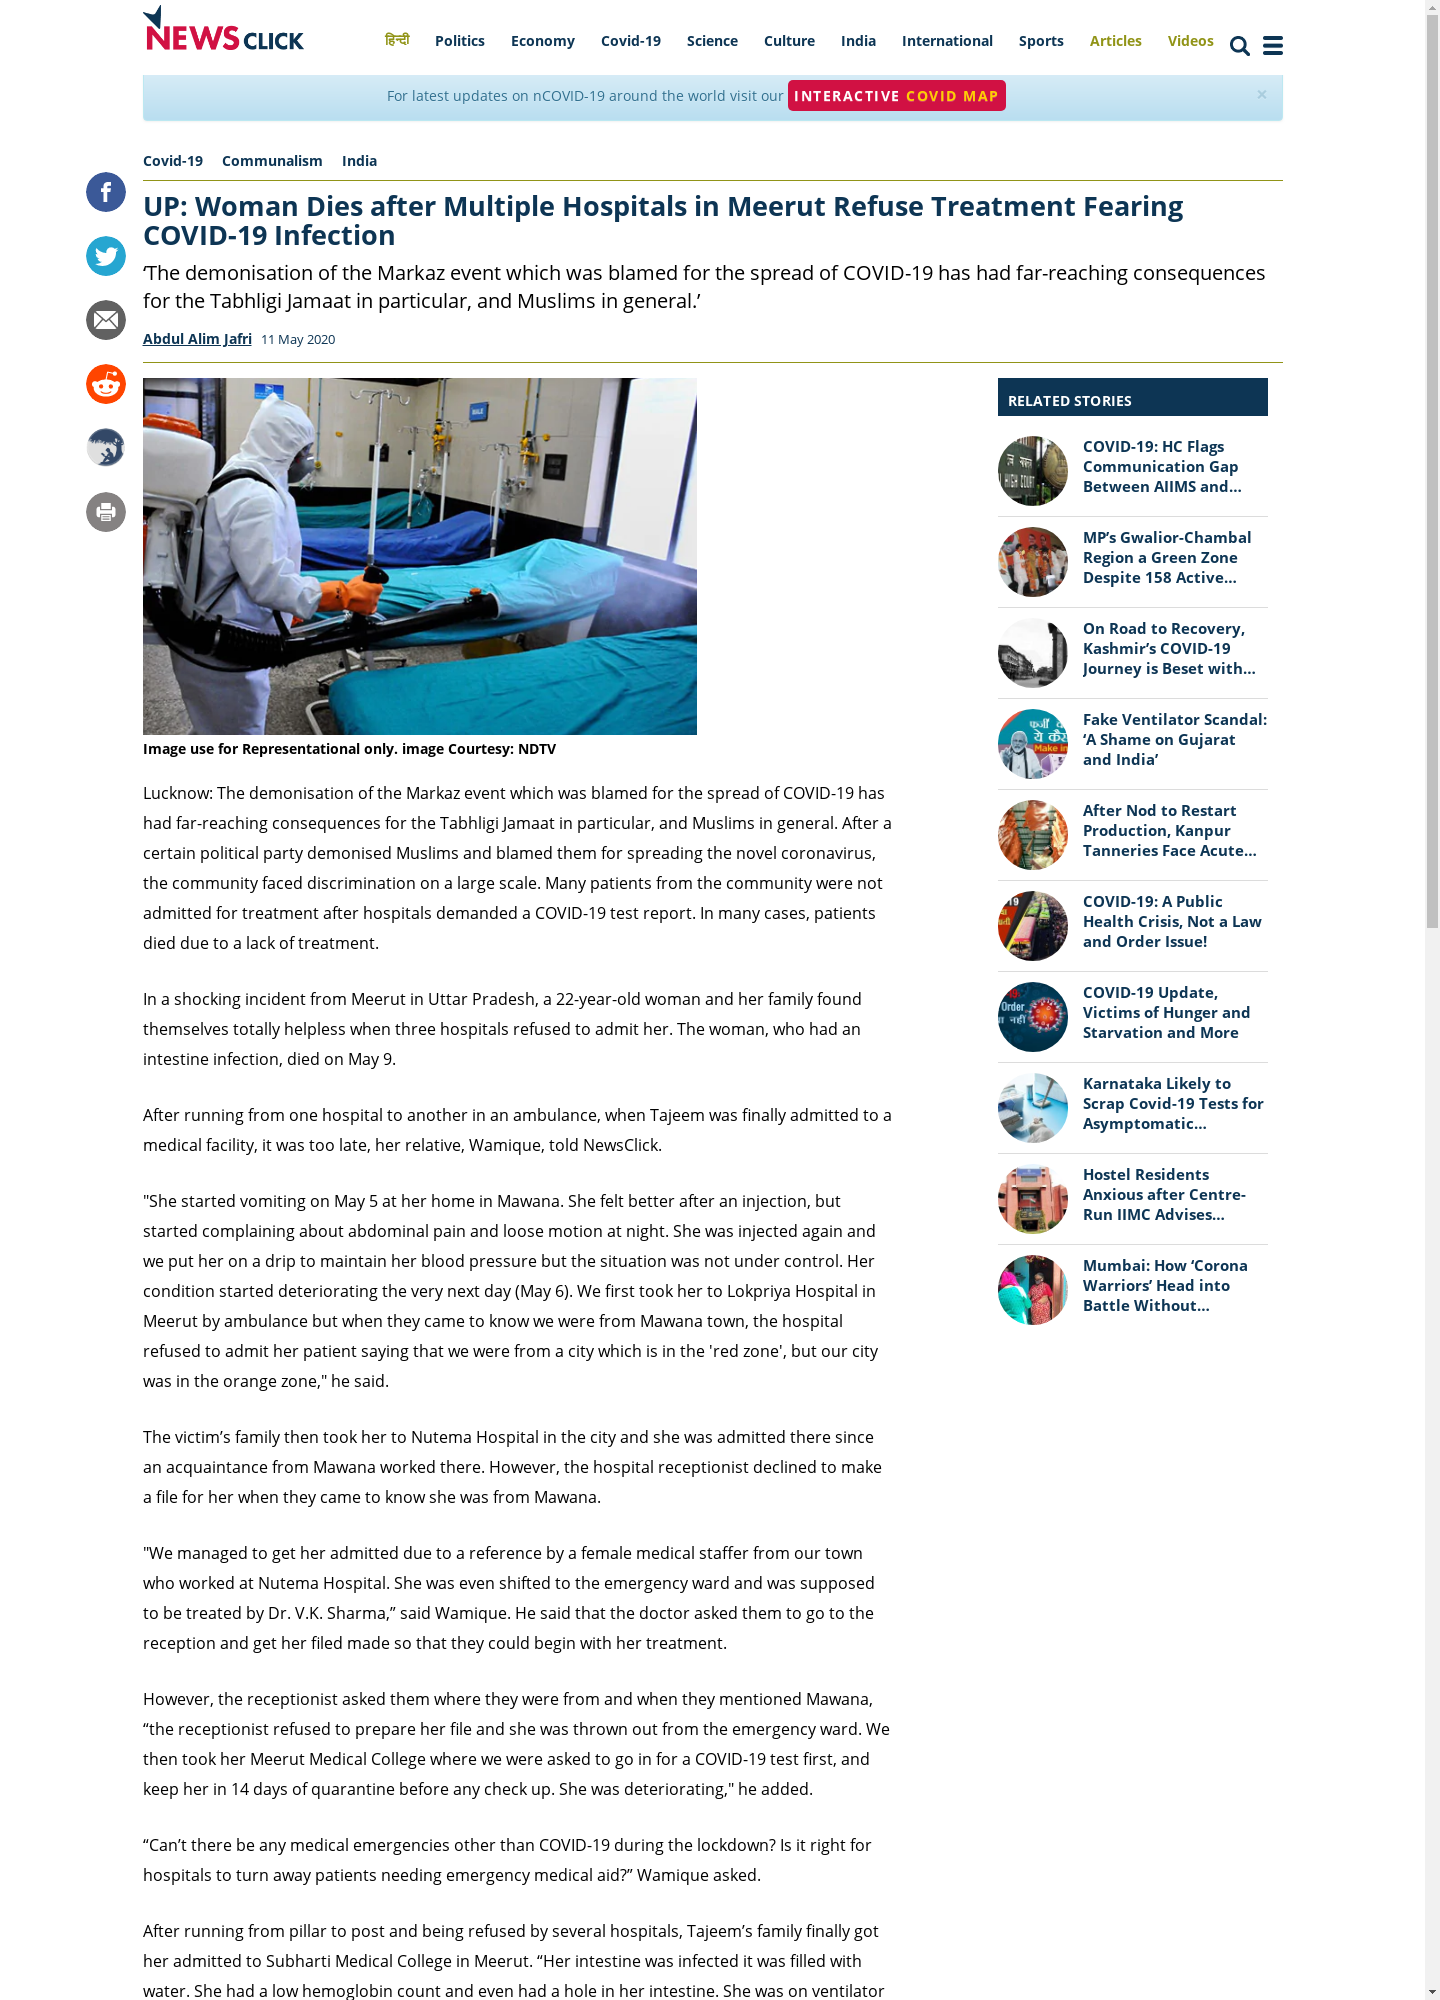 NEWSCLICK
हिन्दी Politics Economy Covid-19 Science Culture India International Sports Articles Videos
For latest updates on nCOVID-19 around the world visit our INTERACTIVE COVID MAP ×
Covid-19 Communalism India
UP: Woman Dies after Multiple Hospitals in Meerut Refuse Treatment Fearing
COVID-19 Infection
‘The demonisation of the Markaz event which was blamed for the spread of COVID-19 has had far-reaching consequences
for the Tabhligi Jamaat in particular, and Muslims in general.’
Abdul Alim Jafri 11 May 2020
Image use for Representational only. image Courtesy: NDTV
Lucknow: The demonisation of the Markaz event which was blamed for the spread of COVID-19 has
had far-reaching consequences for the Tabhligi Jamaat in particular, and Muslims in general. After a
certain political party demonised Muslims and blamed them for spreading the novel coronavirus,
the community faced discrimination on a large scale. Many patients from the community were not
admitted for treatment after hospitals demanded a COVID-19 test report. In many cases, patients
died due to a lack of treatment.
In a shocking incident from Meerut in Uttar Pradesh, a 22-year-old woman and her family found
themselves totally helpless when three hospitals refused to admit her. The woman, who had an
intestine infection, died on May 9.
After running from one hospital to another in an ambulance, when Tajeem was finally admitted to a
medical facility, it was too late, her relative, Wamique, told NewsClick.
"She started vomiting on May 5 at her home in Mawana. She felt better after an injection, but
started complaining about abdominal pain and loose motion at night. She was injected again and
we put her on a drip to maintain her blood pressure but the situation was not under control. Her
condition started deteriorating the very next day (May 6). We first took her to Lokpriya Hospital in
Meerut by ambulance but when they came to know we were from Mawana town, the hospital
refused to admit her patient saying that we were from a city which is in the 'red zone', but our city
was in the orange zone," he said.
The victim’s family then took her to Nutema Hospital in the city and she was admitted there since
an acquaintance from Mawana worked there. However, the hospital receptionist declined to make
a file for her when they came to know she was from Mawana.
"We managed to get her admitted due to a reference by a female medical staffer from our town
who worked at Nutema Hospital. She was even shifted to the emergency ward and was supposed
to be treated by Dr. V.K. Sharma,” said Wamique. He said that the doctor asked them to go to the
reception and get her filed made so that they could begin with her treatment.
However, the receptionist asked them where they were from and when they mentioned Mawana,
“the receptionist refused to prepare her file and she was thrown out from the emergency ward. We
then took her Meerut Medical College where we were asked to go in for a COVID-19 test first, and
keep her in 14 days of quarantine before any check up. She was deteriorating," he added.
“Can’t there be any medical emergencies other than COVID-19 during the lockdown? Is it right for
hospitals to turn away patients needing emergency medical aid?” Wamique asked.
After running from pillar to post and being refused by several hospitals, Tajeem’s family finally got
her admitted to Subharti Medical College in Meerut. “Her intestine was infected it was filled with
water. She had a low hemoglobin count and even had a hole in her intestine. She was on ventilator
RELATED STORIES
COVID-19: HC Flags
Communication Gap
Between AIIMS and...
MP’s Gwalior-Chambal
Region a Green Zone
Despite 158 Active...
On Road to Recovery,
Kashmir’s COVID-19
Journey is Beset with...
Fake Ventilator Scandal:
‘A Shame on Gujarat
and India’
After Nod to Restart
Production, Kanpur
Tanneries Face Acute...
COVID-19: A Public
Health Crisis, Not a Law
and Order Issue!
COVID-19 Update,
Victims of Hunger and
Starvation and More
Karnataka Likely to
Scrap Covid-19 Tests for
Asymptomatic...
Hostel Residents
Anxious after Centre-
Run IIMC Advises...
Mumbai: How ‘Corona
Warriors’ Head into
Battle Without...